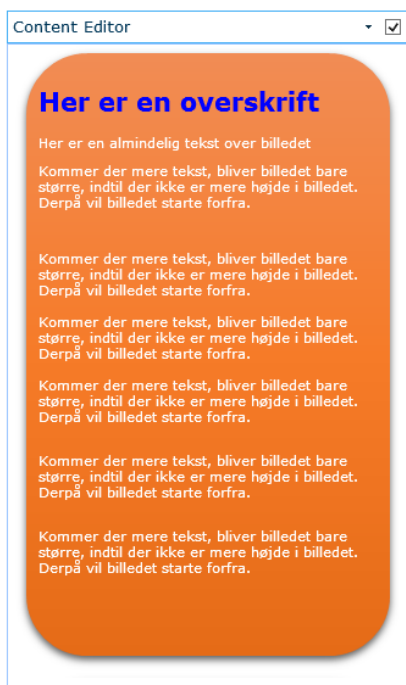 Content Editor
Her er en overskrift
Her er en almindelig tekst over billedet
Kommer der mere tekst, bliver billedet bare
større, indtil der ikke er mere højde i billedet.
Derpå vil billedet starte forfra.
Kommer der mere tekst, bliver billedet bare
større, indtil der ikke er mere højde i billedet.
Derpå vil billedet starte forfra.
Kommer der mere tekst, bliver billedet bare
større, indtil der ikke er mere højde i billedet.
Derpå vil billedet starte forfra.
Kommer der mere tekst, bliver billedet bare
større, indtil der ikke er mere højde i billedet.
Derpå vil billedet starte forfra.
Kommer der mere tekst, bliver billedet bare
større, indtil der ikke er mere højde i billedet.
Derpå vil billedet starte forfra.
Kommer der mere tekst, bliver billedet bare
større, indtil der ikke er mere højde i billedet.
Derpå vil billedet starte forfra.